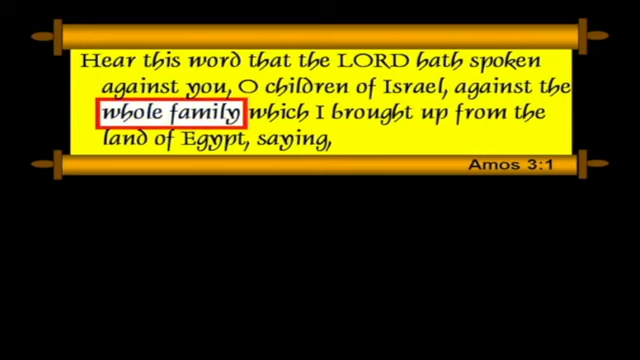 Hear this word that the LORD hath spoken
against you, O children of Israel, against the
whole family which I brought up from the
land of Egypt, saying,
Amos 3:1